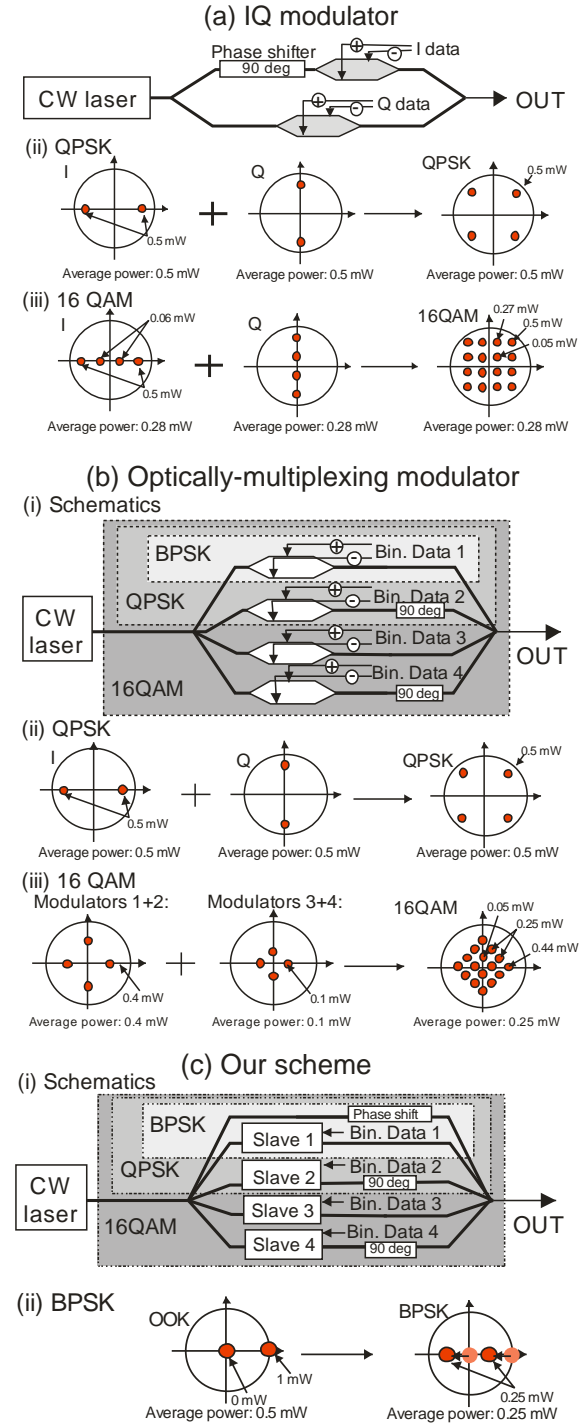 (a) IQ modulator
Phase shifter
90 deg
+
-
I data
CW laser
OUT
+
-
Q data
(ii) QPSK
I
Q
QPSK
0.5 mW
+
0.5 mW
Average power: 0.5 mW
Average power: 0.5 mW
Average power: 0.5 mW
(iii) 16 QAM
I
0.06 mW
Q
16QAM
0.27 mW
0.5 mW
0.05 mW
+
0.5 mW
Average power: 0.28 mW
Average power: 0.28 mW
Average power: 0.28 mW
(b) Optically-multiplexing modulator
(i) Schematics
BPSK
+
-
Bin. Data 1
QPSK
+
-
Bin. Data 2
90 deg
CW
laser
+
-
Bin. Data 3
OUT
16QAM
+
-
Bin. Data 4
90 deg
(ii) QPSK
I
Q
QPSK
0.5 mW
+
0.5 mW
Average power: 0.5 mW
Average power: 0.5 mW
Average power: 0.5 mW
(iii) 16 QAM
Modulators 1+2:
Modulators 3+4:
16QAM
0.05 mW
0.25 mW
0.44 mW
+
0.4 mW
0.1 mW
Average power: 0.4 mW
Average power: 0.1 mW
Average power: 0.25 mW
(c) Our scheme
(i) Schematics
Phase shift
BPSK
Slave 1
Bin. Data 1
QPSK
Slave 2
Bin. Data 2
90 deg
CW
laser
Slave 3
Bin. Data 3
OUT
16QAM
Slave 4
Bin. Data 4
90 deg
(ii) BPSK
OOK
BPSK
1 mW
0 mW
0.25 mW
Average power: 0.5 mW
Average power: 0.25 mW